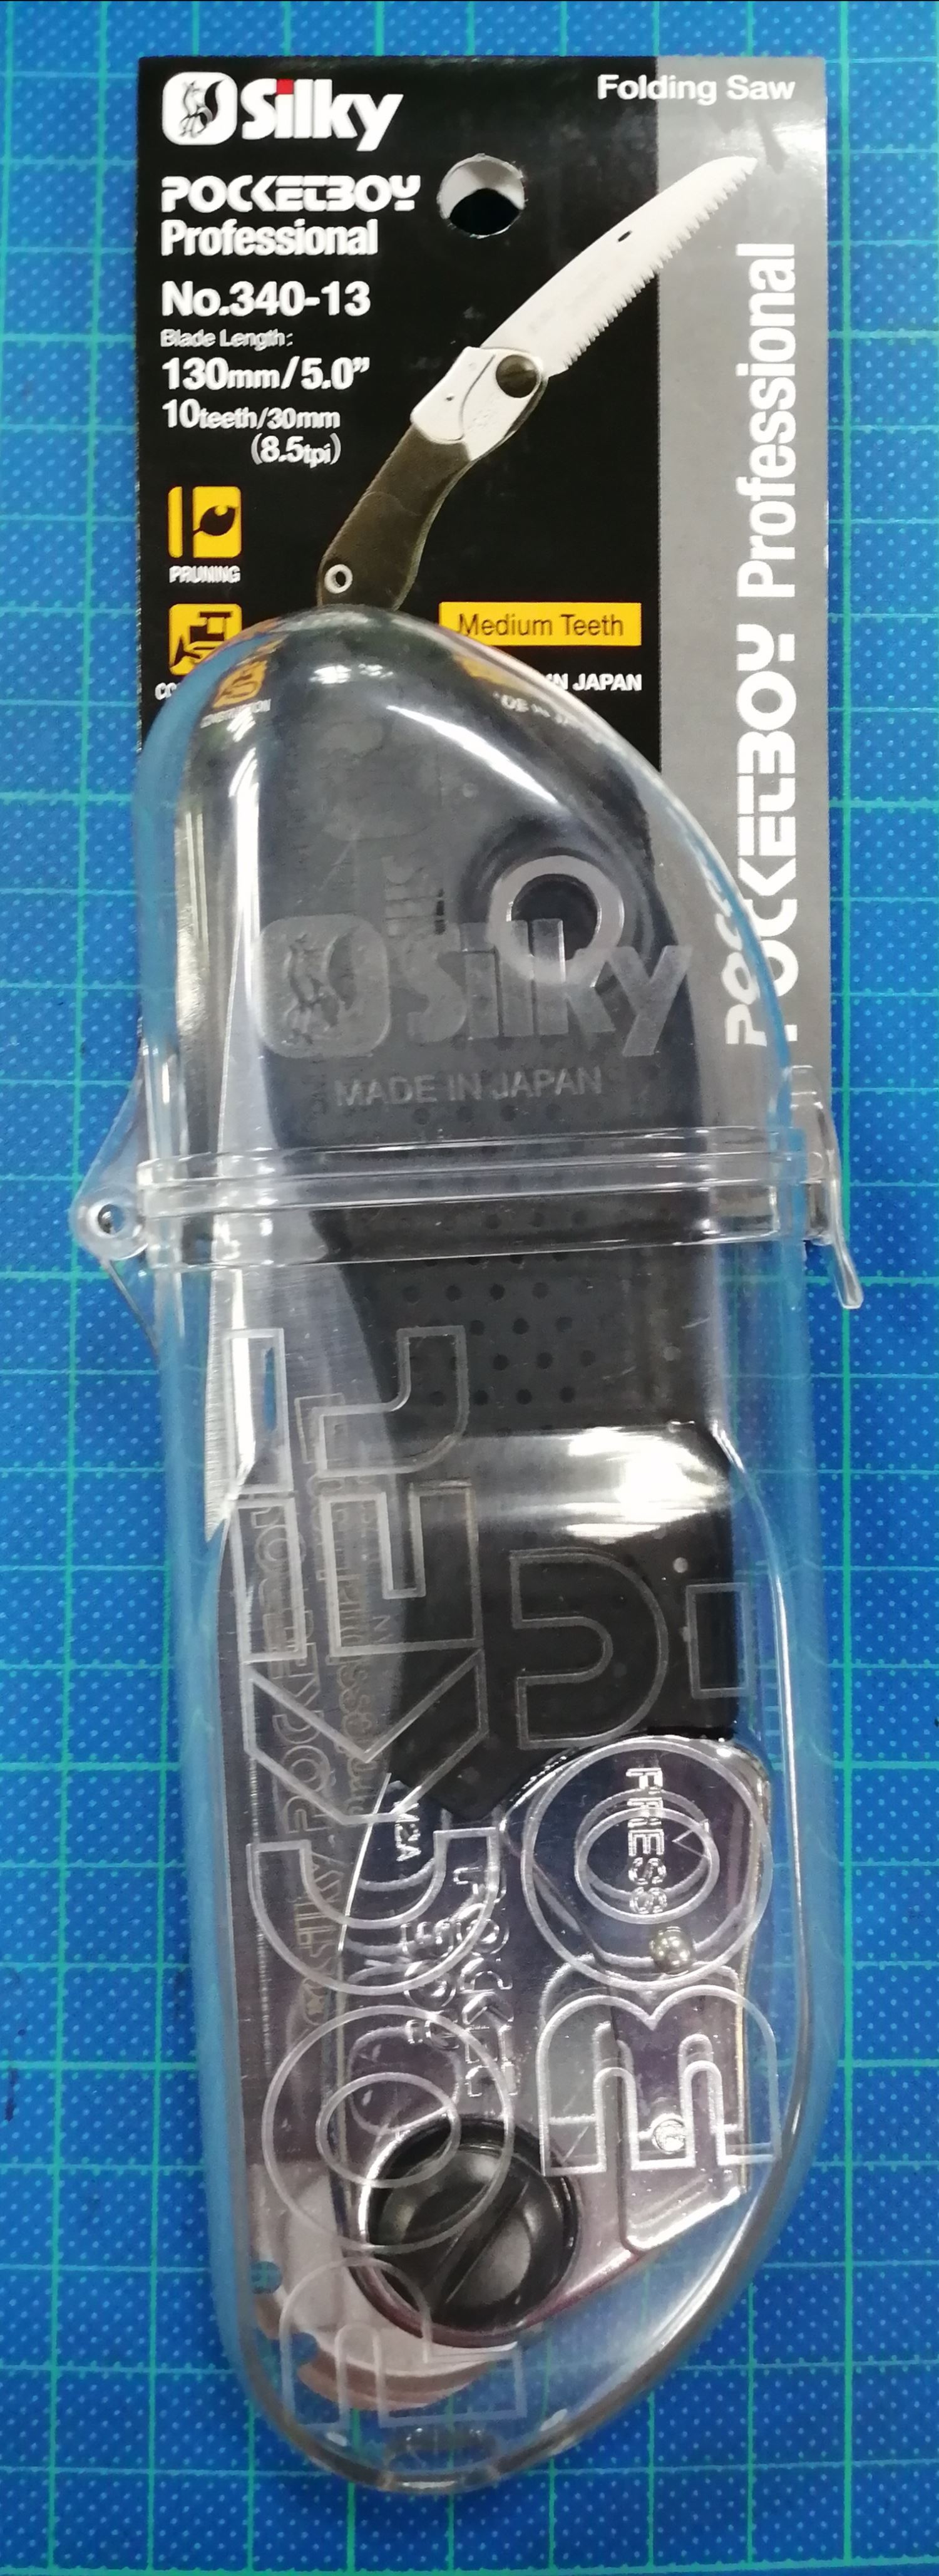 Silky
Folding Saw
POCKETBOY
Professional
No.340-13
Blade Length:
130mm/5.0”
10teeth/30mm
(8.5tpi)
PRUNING
Medium Teeth
IN JAPAN
POCKETBOY Professional
Silky
MADE IN JAPAN
PRESS
POCKETBOY